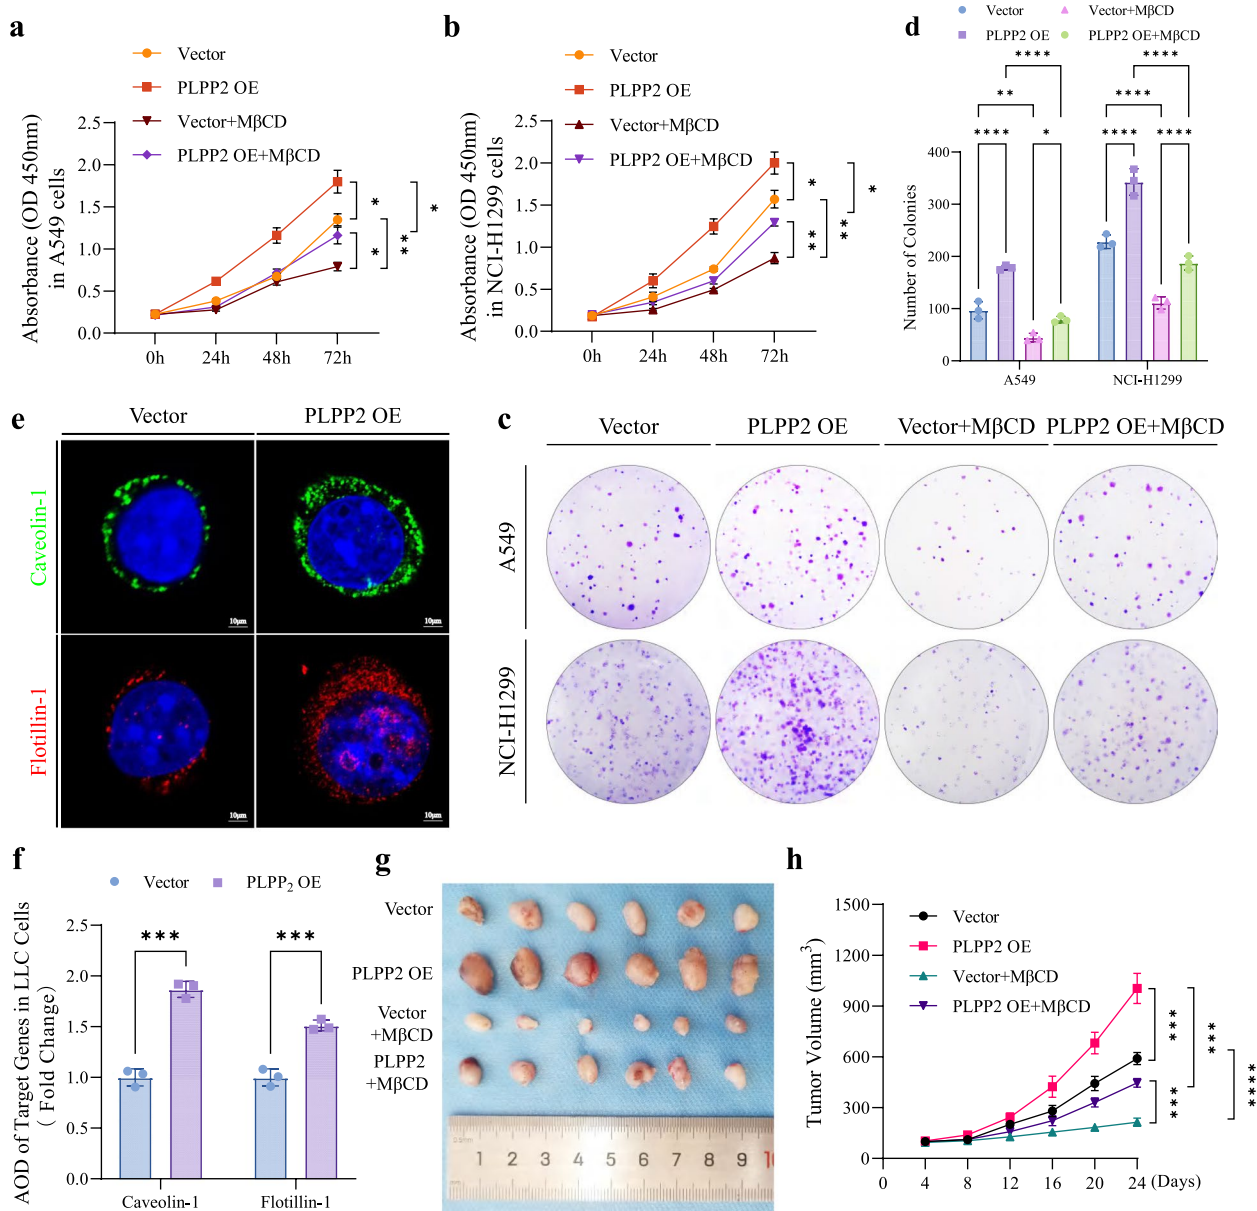 a
Vector
PLPP2 OE
Vector+MβCD
PLPP2 OE+MβCD
Absorbance (OD 450nm)
in A549 cells
2.5
2.0
1.5
1.0
0.5
0.0
0h 24h 48h 72h
*
*
**
*
b
Vector
PLPP2 OE
Vector+MβCD
PLPP2 OE+MβCD
Absorbance (OD 450nm)
in NCI-H1299 cells
2.5
2.0
1.5
1.0
0.5
0.0
0h 24h 48h 72h
*
**
**
*
d
Vector Vector+MβCD
PLPP2 OE PLPP2 OE+MβCD
**** ****
** ****
**** * **** ****
Number of Colonies
400
300
200
100
0
A549 NCI-H1299
e
Vector PLPP2 OE
Caveolin-1
10μm 10μm
Flotillin-1
10μm 10μm
c
Vector PLPP2 OE Vector+MβCD PLPP2 OE+MβCD
A549
NCI-H1299
f
Vector PLPP2 OE
AOD of Target Genes in LLC Cells
( Fold Change)
2.5
2.0
1.5
1.0
0.5
0.0
*** ***
Caveolin-1 Flotillin-1
g
Vector
PLPP2 OE
Vector
+MβCD
PLPP2
+MβCD
1 2 3 4 5 6 7 8 9 10
h
Vector
PLPP2 OE
Vector+MβCD
PLPP2 OE+MβCD
Tumor Volume (mm³)
1500
1200
900
600
300
0
0 4 8 12 16 20 24 (Days)
***
***
***
****